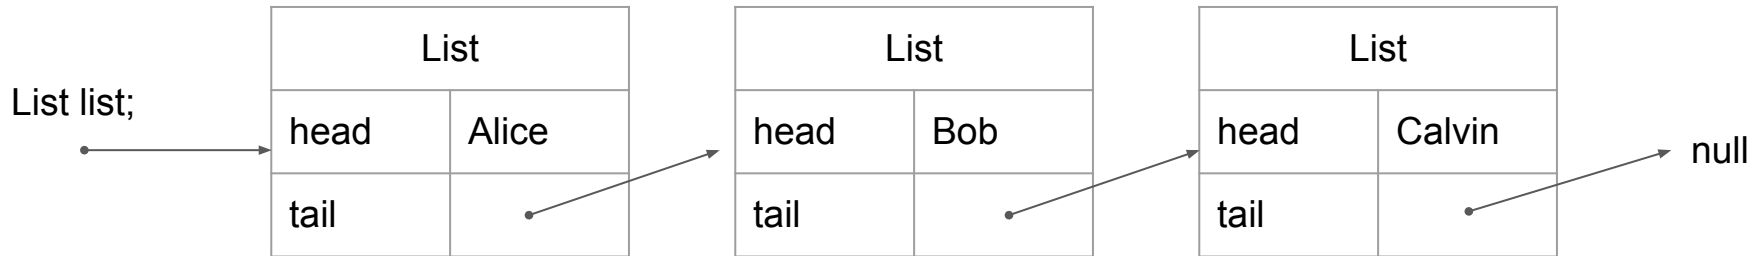 List list;
List
head Alice
tail
List
head Bob
tail
List
head Calvin
tail
null